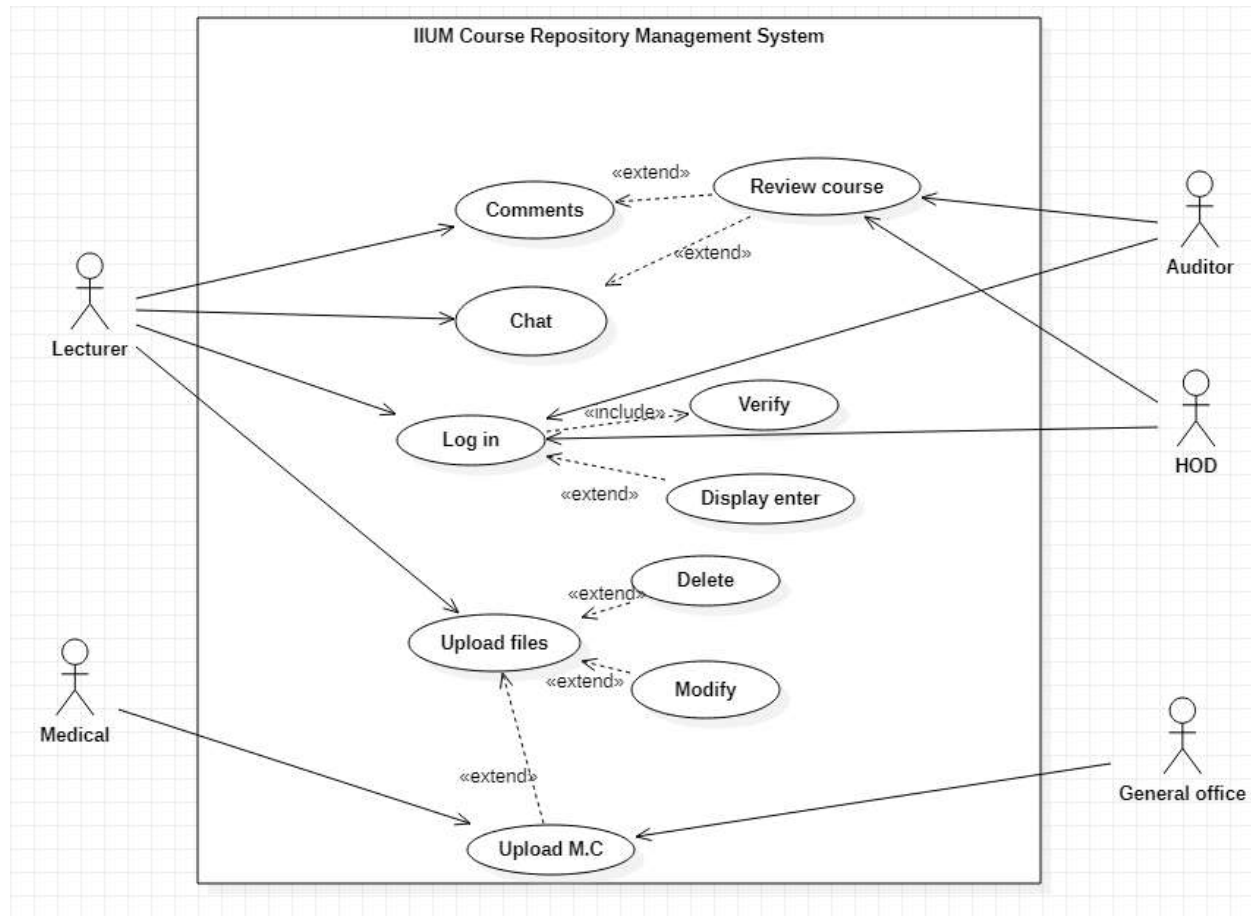 IIUM Course Repository Management System
«extend»
Review course
Comments
«extend»
Auditor
Chat
Lecturer
Verify
«include»
Log in
HOD
«extend»
Display enter
Delete
«extend»
Upload files
«extend»
Modify
Medical
«extend»
General office
Upload M.C